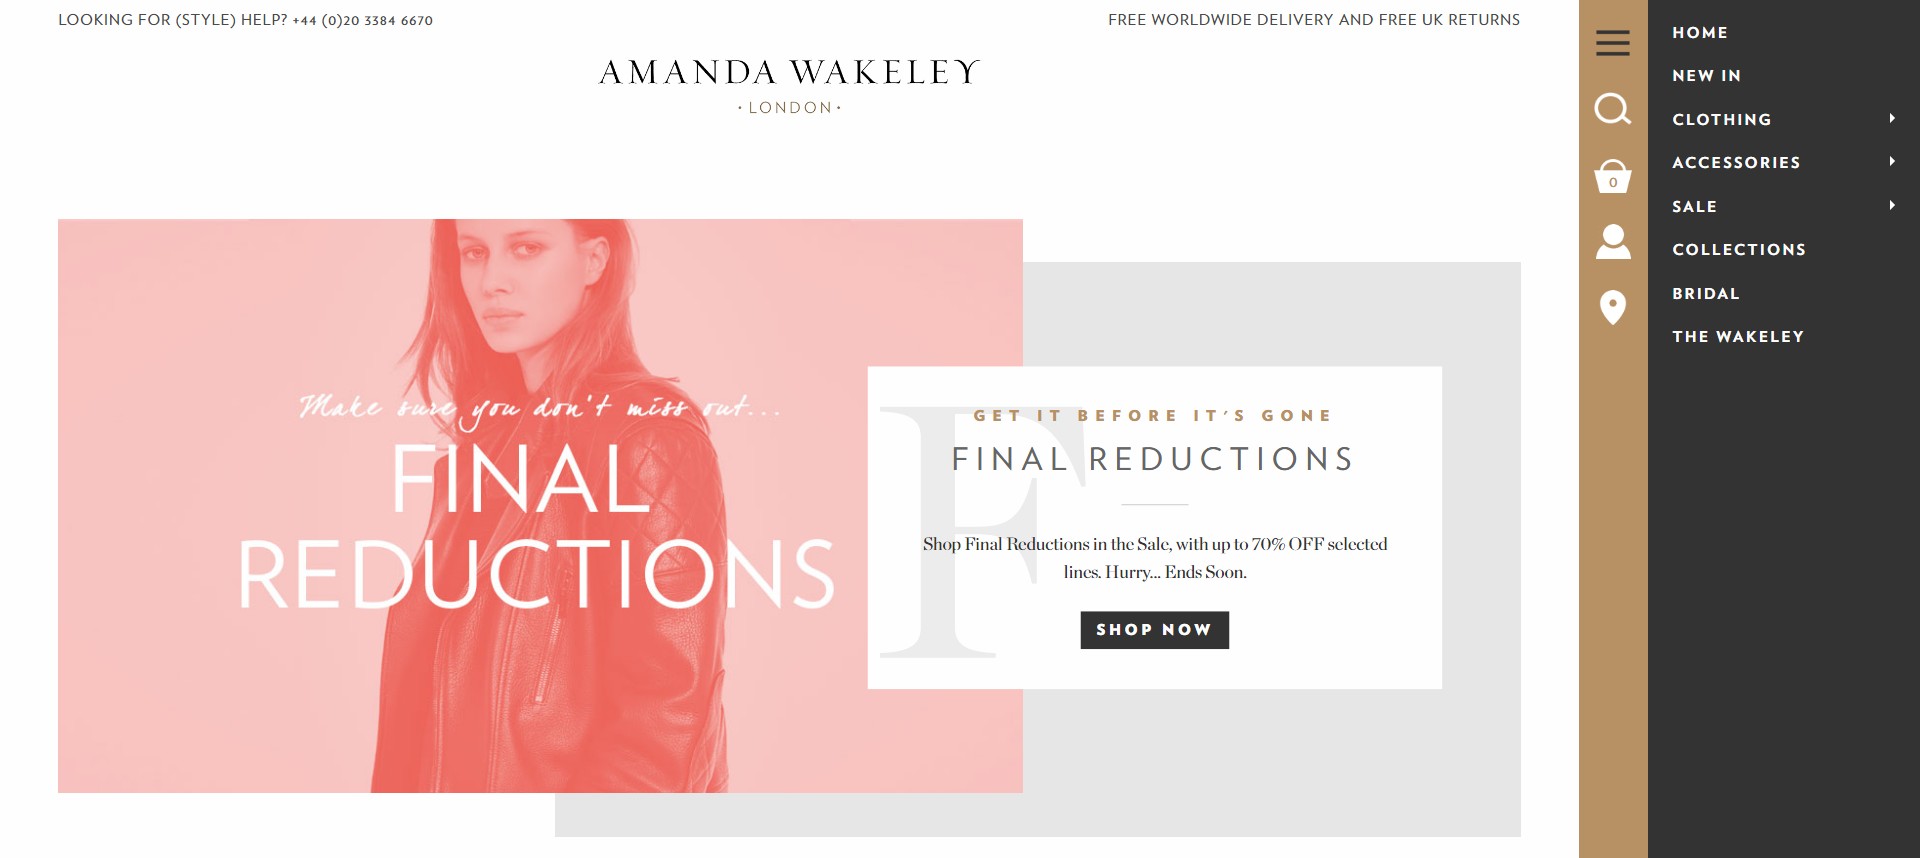 LOOKING FOR (STYLE) HELP? +44 (0)20 3384 6670
FREE WORLDWIDE DELIVERY AND FREE UK RETURNS
AMANDA WAKELEY
• LONDON •
Make sure you don't miss out...
FINAL
REDUCTIONS
F
GET IT BEFORE IT'S GONE
FINAL REDUCTIONS
Shop Final Reductions in the Sale, with up to 70% OFF selected
lines. Hurry... Ends Soon.
SHOP NOW
0
HOME
NEW IN
CLOTHING
ACCESSORIES
SALE
COLLECTIONS
BRIDAL
THE WAKELEY